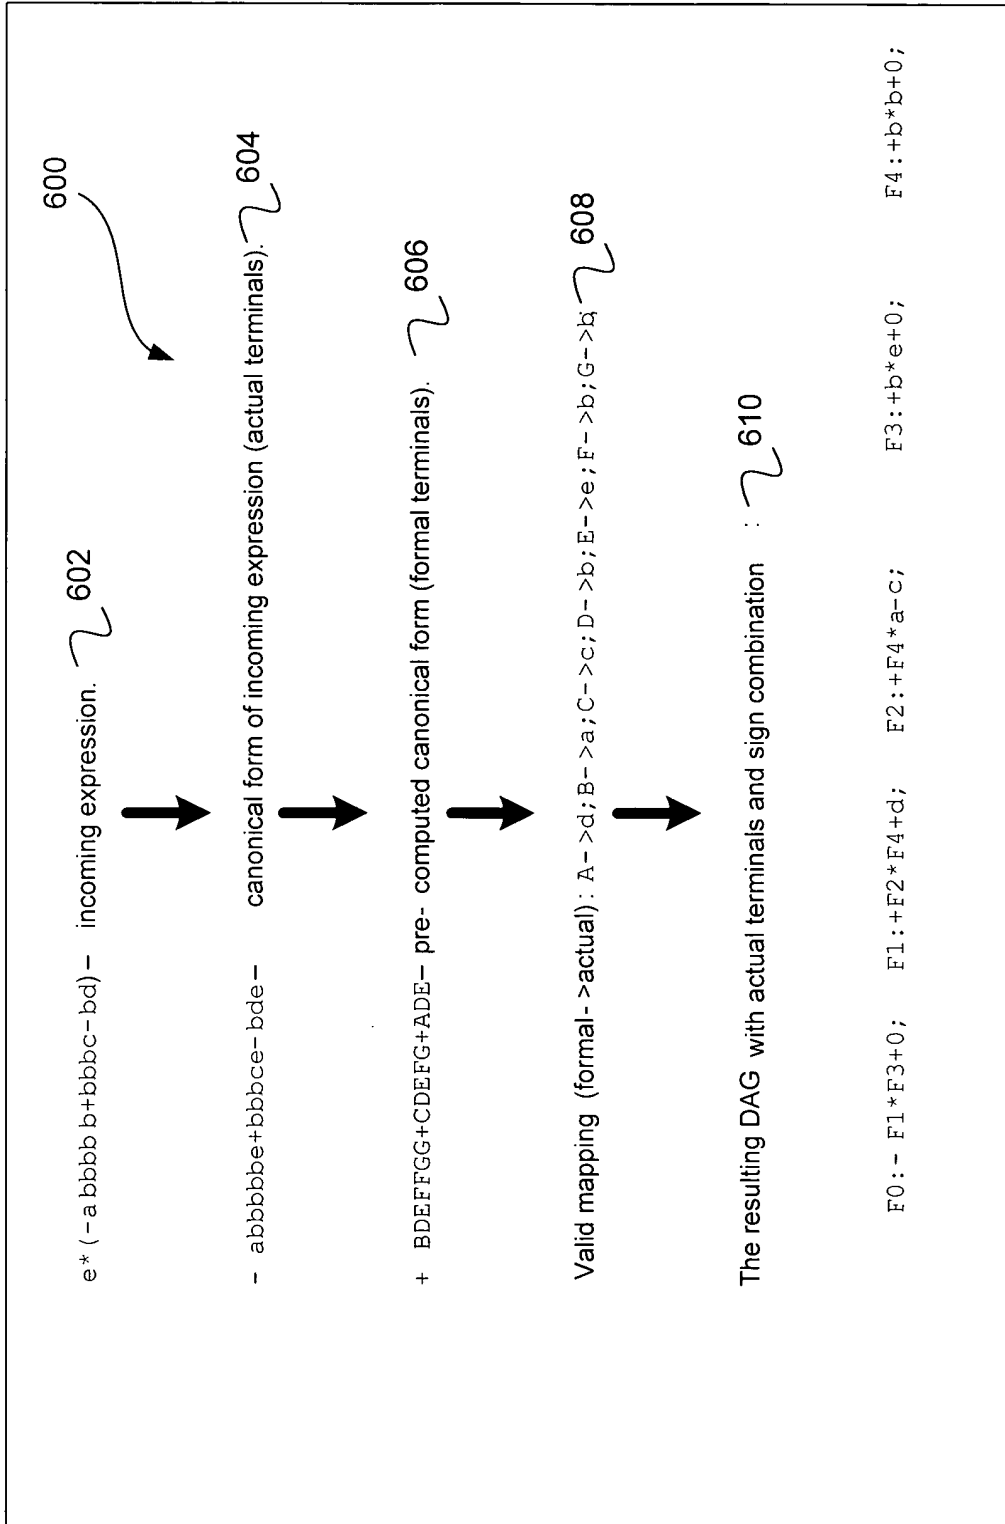 600
e*(-abbbbb+bbbc-bd)- incoming expression. 602
- abbbbbe+bbbce-bde- canonical form of incoming expression (actual terminals). 604
+ BDEFFGG+CDEFG+ADE- pre- computed canonical form (formal terminals). 606
Valid mapping (formal- >actual): A->d;B->a;C->c;D->b;E->e;F->b;G->b; 608
The resulting DAG with actual terminals and sign combination : 610
F0:- F1*F3+0; F1:+F2*F4+d; F2:+F4*a-c; F3:+b*e+0; F4:+b*b+0;